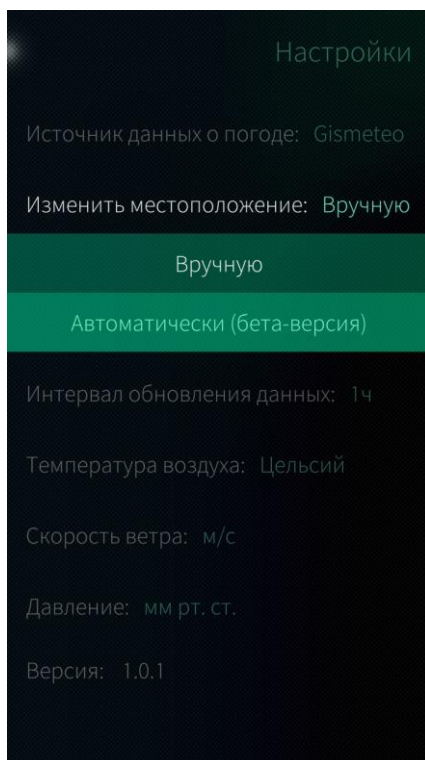 Настройки
Источник данных о погоде: Gismeteo
Изменить местоположение: Вручную
Вручную
Автоматически (бета-версия)
Интервал обновления данных: 1ч
Температура воздуха: Цельсий
Скорость ветра: м/с
Давление: мм рт. ст.
Версия: 1.0.1